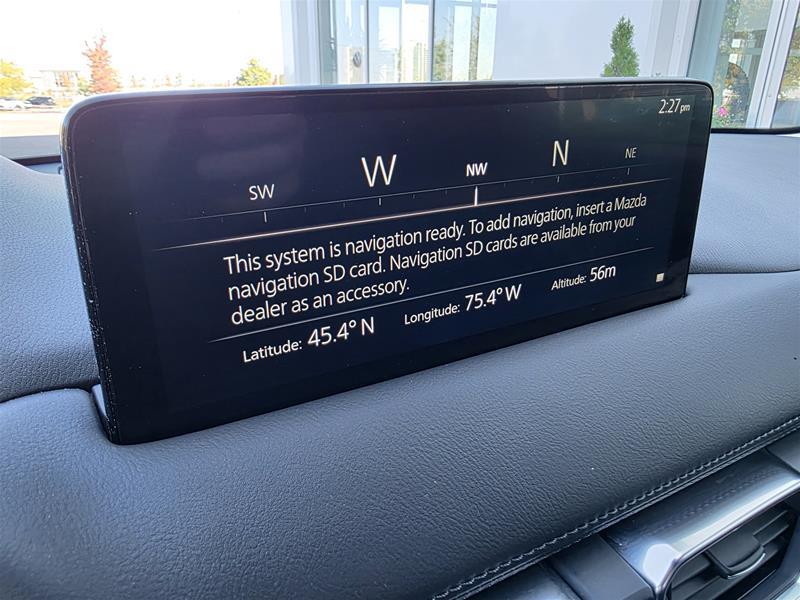 2:27 pm
SW W NW N NE
This system is navigation ready. To add navigation, insert a Mazda
navigation SD card. Navigation SD cards are available from your
dealer as an accessory.
Latitude: 45.4° N Longitude: 75.4° W Altitude: 56m